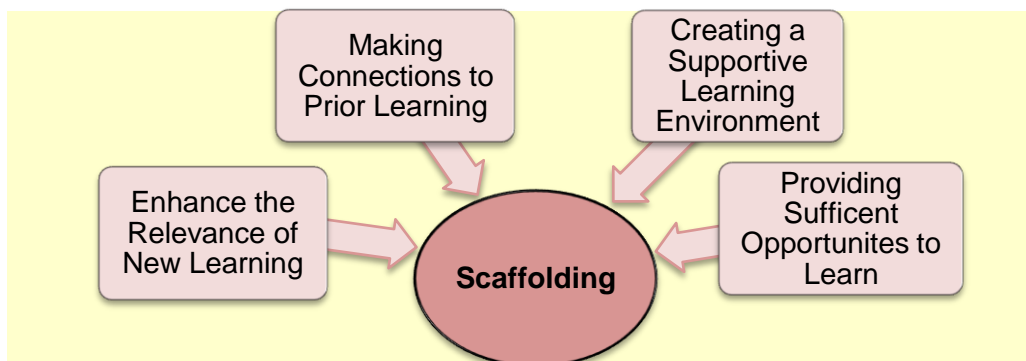 Making
Connections to
Prior Learning
Creating a
Supportive
Learning
Environment
Enhance the
Relevance of
New Learning
Providing
Sufficent
Opportunites to
Learn
Scaffolding